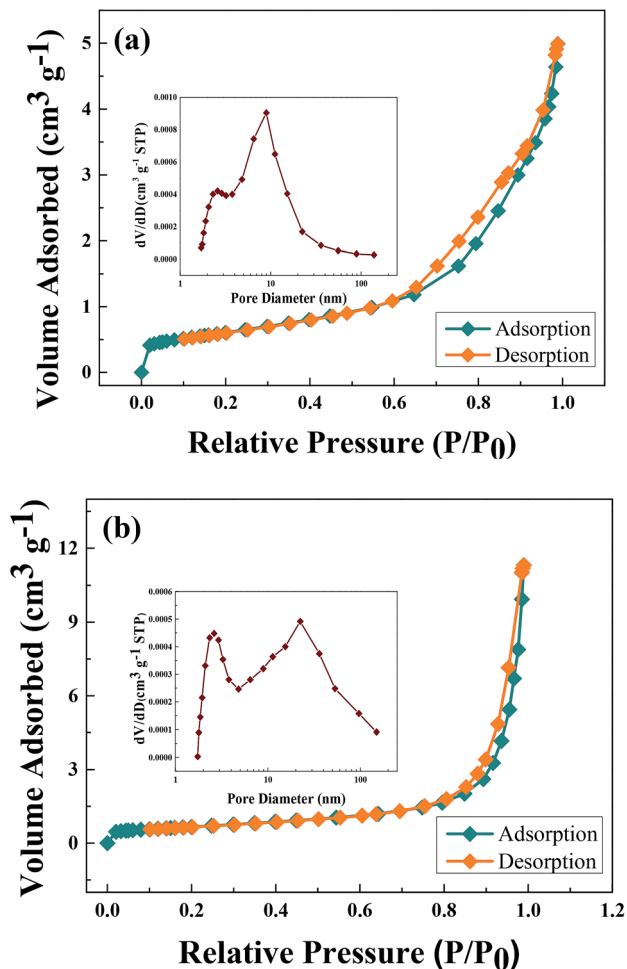 (a)
Volume Adsorbed (cm³ g⁻¹)
5
4
3
2
1
0
0.0 0.2 0.4 0.6 0.8 1.0
Relative Pressure (P/P₀)
Adsorption
Desorption
dV/dD(cm³ g⁻¹ STP)
0.0010
0.0008
0.0006
0.0004
0.0002
0.0000
1 10 100
Pore Diameter (nm)
(b)
Volume Adsorbed (cm³ g⁻¹)
12
9
6
3
0
0.0 0.2 0.4 0.6 0.8 1.0 1.2
Relative Pressure (P/P₀)
Adsorption
Desorption
dV/dD(cm³ g⁻¹ STP)
0.0006
0.0005
0.0004
0.0003
0.0002
0.0001
0.0000
1 10 100
Pore Diameter (nm)